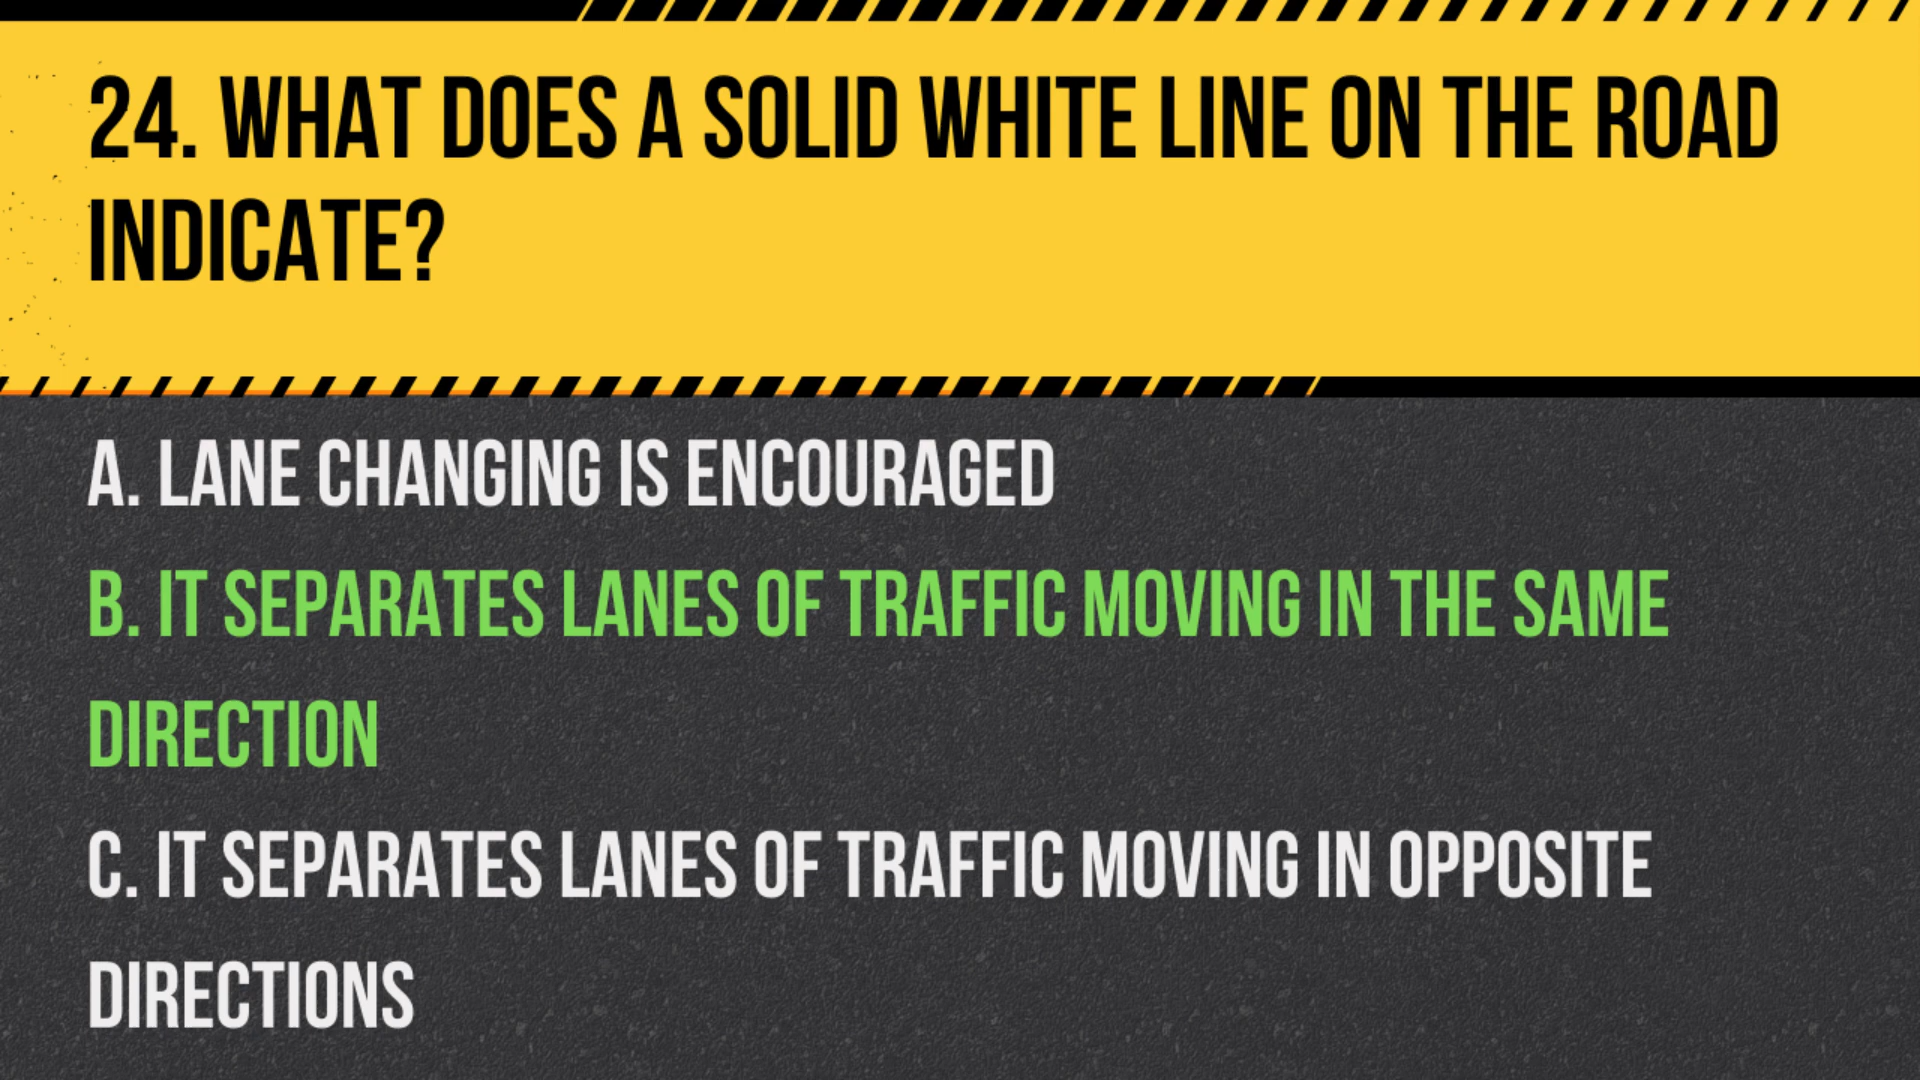 24. WHAT DOES A SOLID WHITE LINE ON THE ROAD
INDICATE?
A. LANE CHANGING IS ENCOURAGED
B. IT SEPARATES LANES OF TRAFFIC MOVING IN THE SAME
DIRECTION
C. IT SEPARATES LANES OF TRAFFIC MOVING IN OPPOSITE
DIRECTIONS